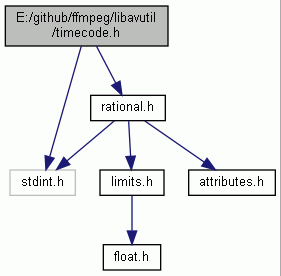 E:/github/ffmpeg/libavutil
/timecode.h
rational.h
stdint.h
limits.h
attributes.h
float.h